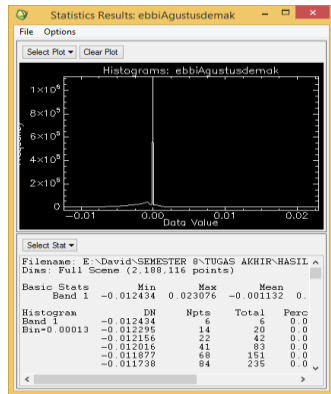 Statistics Results: ebbiAgustusdemak
File Options
Select Plot Clear Plot
Histograms: ebbiAgustusdemak
1×10⁶
8×10⁵
6×10⁵
4×10⁵
2×10⁵
0
Frequency
-0.01 0.00 0.01 0.02
Data Value
Select Stat
Filename: E:\David\SEMESTER 8\TUGAS AKHIR\HASIL
Dims: Full Scene (2,188,116 points)
Basic Stats Min Max Mean
Band 1 -0.012434 0.023076 -0.001132 0.
Histogram DN Npts Total Perc
Band 1 -0.012434 6 6 0.0
Bin=0.00013 -0.012295 14 20 0.0
-0.012156 22 42 0.0
-0.012016 41 83 0.0
-0.011877 68 151 0.0
-0.011738 84 235 0.0